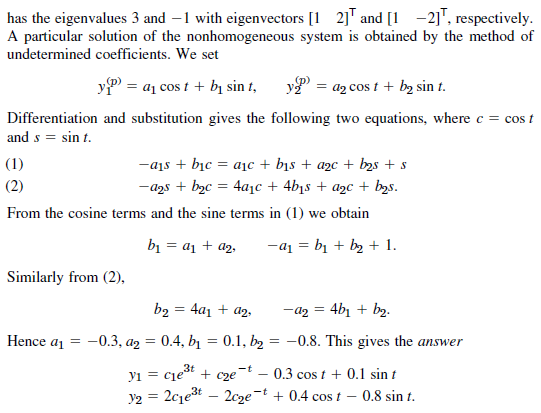 has the eigenvalues 3 and −1 with eigenvectors [1 2]ᵀ and [1 −2]ᵀ, respectively.
A particular solution of the nonhomogeneous system is obtained by the method of
undetermined coefficients. We set
y₁⁽ᵖ⁾ = a₁ cos t + b₁ sin t, y₂⁽ᵖ⁾ = a₂ cos t + b₂ sin t.
Differentiation and substitution gives the following two equations, where c = cos t
and s = sin t.
(1) −a₁s + b₁c = a₁c + b₁s + a₂c + b₂s + s
(2) −a₂s + b₂c = 4a₁c + 4b₁s + a₂c + b₂s.
From the cosine terms and the sine terms in (1) we obtain
b₁ = a₁ + a₂, −a₁ = b₁ + b₂ + 1.
Similarly from (2),
b₂ = 4a₁ + a₂, −a₂ = 4b₁ + b₂.
Hence a₁ = −0.3, a₂ = 0.4, b₁ = 0.1, b₂ = −0.8. This gives the answer
y₁ = c₁e³ᵗ + c₂e⁻ᵗ − 0.3 cos t + 0.1 sin t
y₂ = 2c₁e³ᵗ − 2c₂e⁻ᵗ + 0.4 cos t − 0.8 sin t.